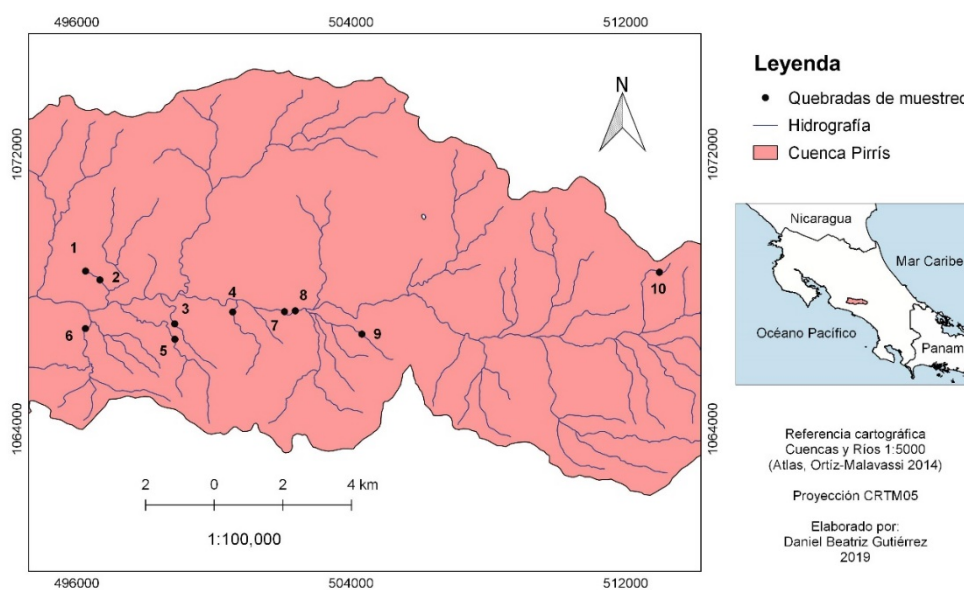 496000
504000
512000
1072000
1072000
1064000
1064000
N
1
2
3
4
5
6
7
8
9
10
2 0 2 4 km
1:100,000
496000
504000
512000
Leyenda
Quebradas de muestreo
Hidrografía
Cuenca Pirrís
Nicaragua
Mar Caribe
Océano Pacífico
Panam
Referencia cartográfica
Cuencas y Ríos 1:5000
(Atlas, Ortíz-Malavassi 2014)
Proyección CRTM05
Elaborado por:
Daniel Beatriz Gutiérrez
2019